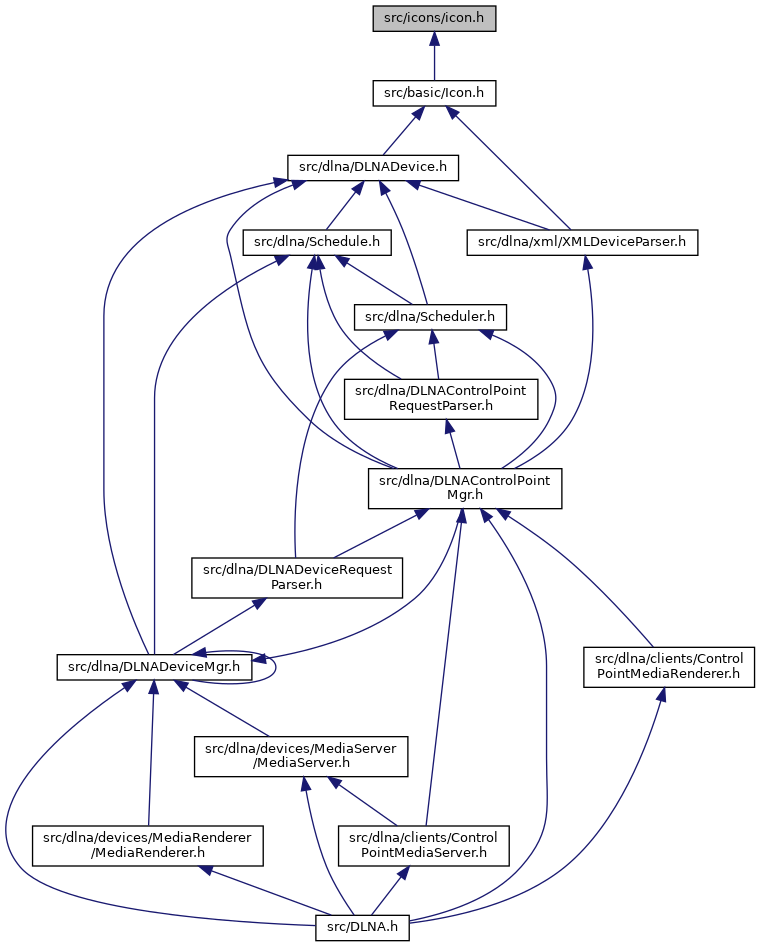 src/icons/icon.h
src/basic/Icon.h
src/dlna/DLNADevice.h
src/dlna/Schedule.h
src/dlna/xml/XMLDeviceParser.h
src/dlna/Scheduler.h
src/dlna/DLNAControlPoint
RequestParser.h
src/dlna/DLNAControlPoint
Mgr.h
src/dlna/DLNADeviceRequest
Parser.h
src/dlna/DLNADeviceMgr.h
src/dlna/clients/Control
PointMediaRenderer.h
src/dlna/devices/MediaServer
/MediaServer.h
src/dlna/devices/MediaRenderer
/MediaRenderer.h
src/dlna/clients/Control
PointMediaServer.h
src/DLNA.h